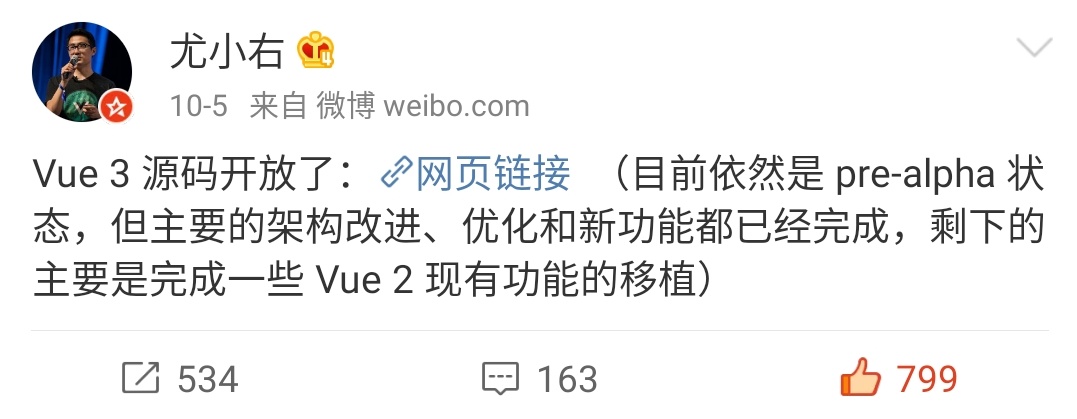 尤小右
10-5 来自 微博 weibo.com
Vue 3 源码开放了：网页链接 （目前依然是 pre-alpha 状
态，但主要的架构改进、优化和新功能都已经完成，剩下的
主要是完成一些 Vue 2 现有功能的移植）
534 163 799